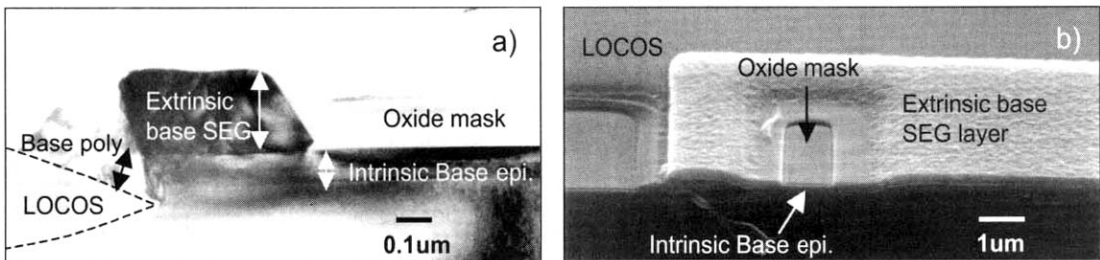 a)
Extrinsic
base SEG
Oxide mask
Base poly
Intrinsic Base epi.
LOCOS
0.1um
b)
LOCOS
Oxide mask
Extrinsic base
SEG layer
Intrinsic Base epi.
1um